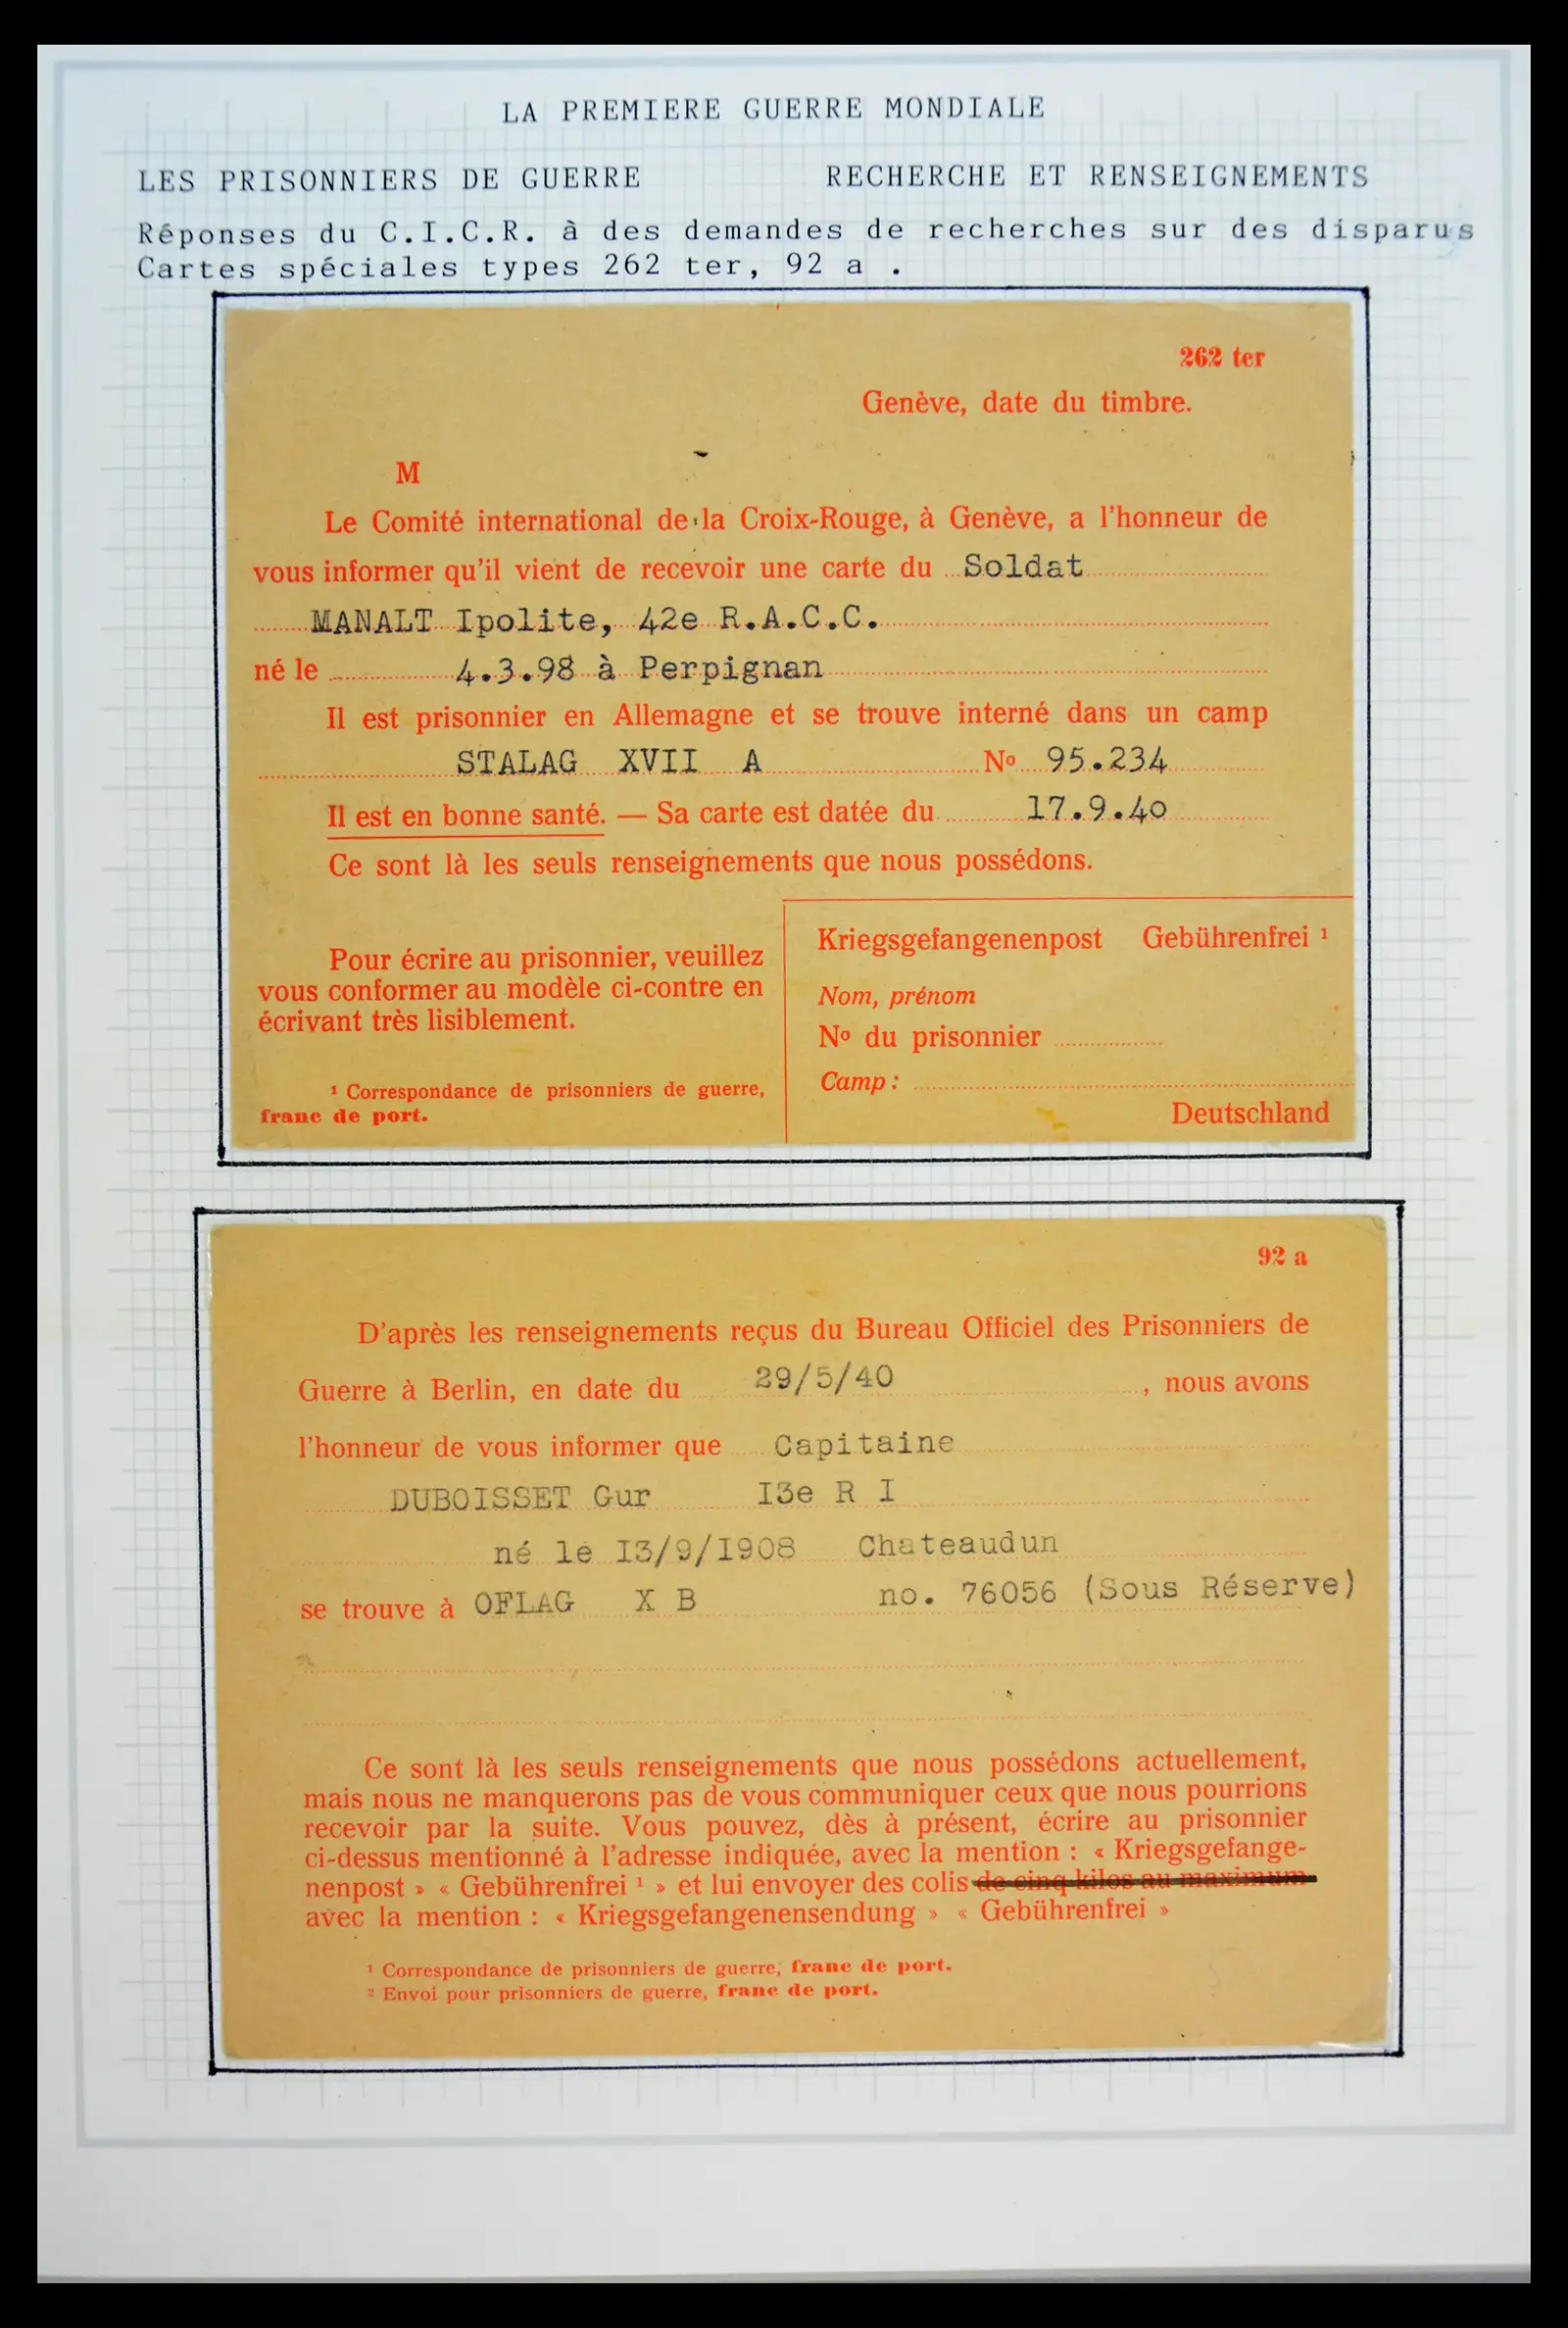 LA PREMIERE GUERRE MONDIALE
LES PRISONNIERS DE GUERRE RECHERCHE ET RENSEIGNEMENTS
Réponses du C.I.C.R. à des demandes de recherches sur des disparus
Cartes spéciales types 262 ter, 92 a .
262 ter
Genève, date du timbre.
M
Le Comité international de la Croix-Rouge, à Genève, a l'honneur de
vous informer qu'il vient de recevoir une carte du Soldat
MANALT Ipolite, 42e R.A.C.C.
né le 4.3.98 à Perpignan
Il est prisonnier en Allemagne et se trouve interné dans un camp
STALAG XVII A No 95.234
Il est en bonne santé. — Sa carte est datée du 17.9.40
Ce sont là les seuls renseignements que nous possédons.
Pour écrire au prisonnier, veuillez
vous conformer au modèle ci-contre en
écrivant très lisiblement.
¹ Correspondance de prisonniers de guerre,
franc de port.
Kriegsgefangenenpost Gebührenfrei ¹
Nom, prénom
No du prisonnier
Camp :
Deutschland
92 a
D'après les renseignements reçus du Bureau Officiel des Prisonniers de
Guerre à Berlin, en date du 29/5/40 , nous avons
l'honneur de vous informer que Capitaine
DUBOISSET Gur I3e R I
né le I3/9/I908 Chateaudun
se trouve à OFLAG X B no. 76056 (Sous Réserve)
Ce sont là les seuls renseignements que nous possédons actuellement,
mais nous ne manquerons pas de vous communiquer ceux que nous pourrions
recevoir par la suite. Vous pouvez, dès à présent, écrire au prisonnier
ci-dessus mentionné à l'adresse indiquée, avec la mention : « Kriegsgefange-
nenpost » « Gebührenfrei ¹ » et lui envoyer des colis de cinq kilos au maximum
avec la mention : « Kriegsgefangenensendung » « Gebührenfrei »
¹ Correspondance de prisonniers de guerre, franc de port.
² Envoi pour prisonniers de guerre, franc de port.